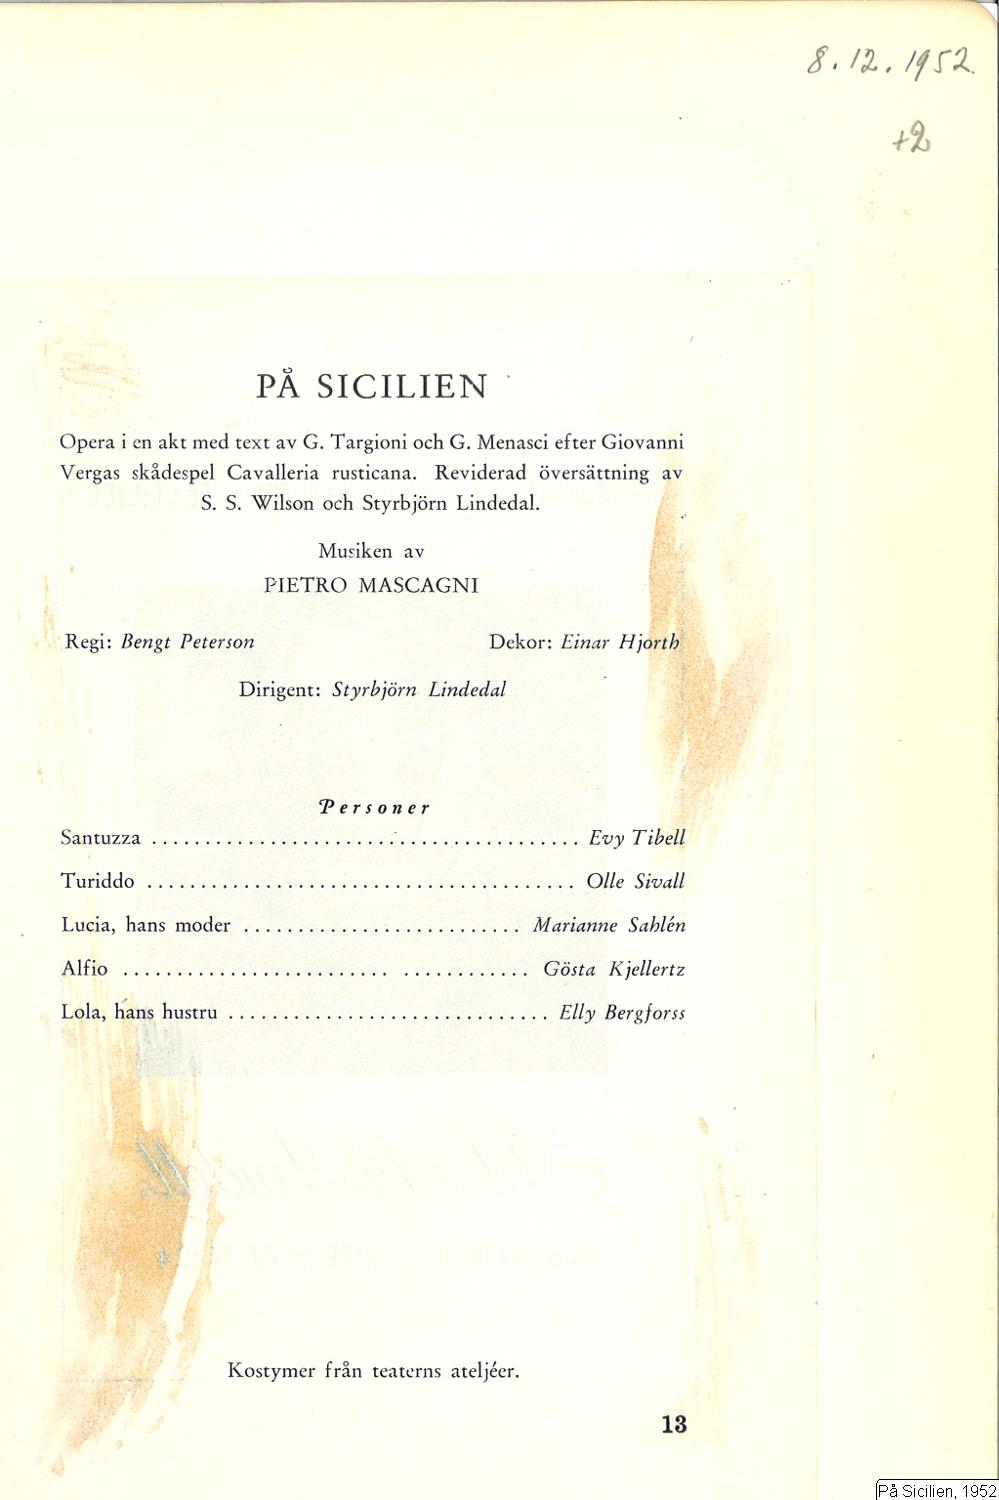 8.12.1952
+2
PÅ SICILIEN
Opera i en akt med text av G. Targioni och G. Menasci efter Giovanni
Vergas skådespel Cavalleria rusticana. Reviderad översättning av
S. S. Wilson och Styrbjörn Lindedal.
Musiken av
PIETRO MASCAGNI
Regi: Bengt Peterson Dekor: Einar Hjorth
Dirigent: Styrbjörn Lindedal
Personer
Santuzza ........................................ Evy Tibell
Turiddo ........................................ Olle Sivall
Lucia, hans moder .......................... Marianne Sahlén
Alfio ......................... ............ Gösta Kjellertz
Lola, hans hustru .............................. Elly Bergforss
Kostymer från teaterns ateljéer.
13
På Sicilien, 1952